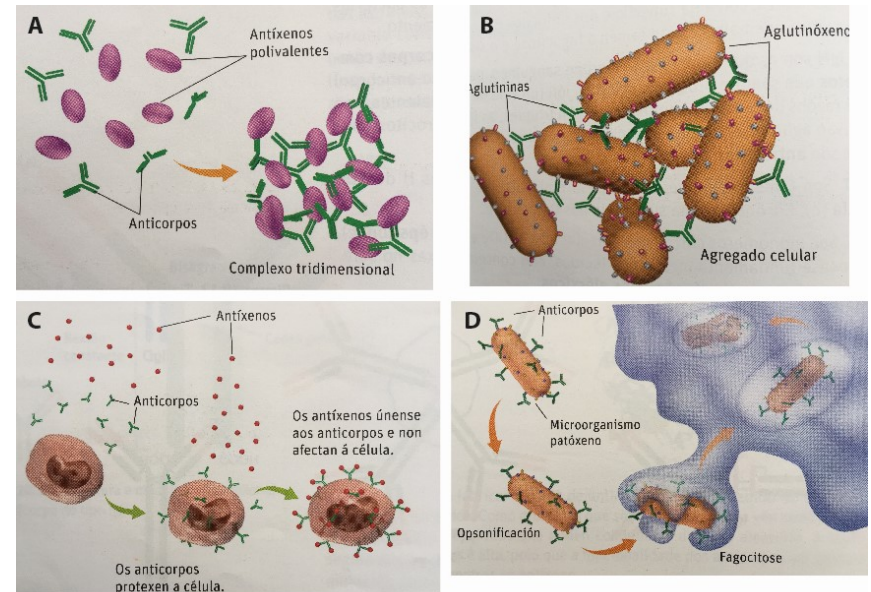 A
Antíxenos
polivalentes
Anticorpos
Complexo tridimensional
B
Aglutinóxeno
Aglutininas
Agregado celular
C
Antíxenos
Anticorpos
Os antíxenos únense
aos anticorpos e non
afectan á célula.
Os anticorpos
protexen a célula.
D
Anticorpos
Microorganismo
patóxeno
Opsonificación
Fagocitose